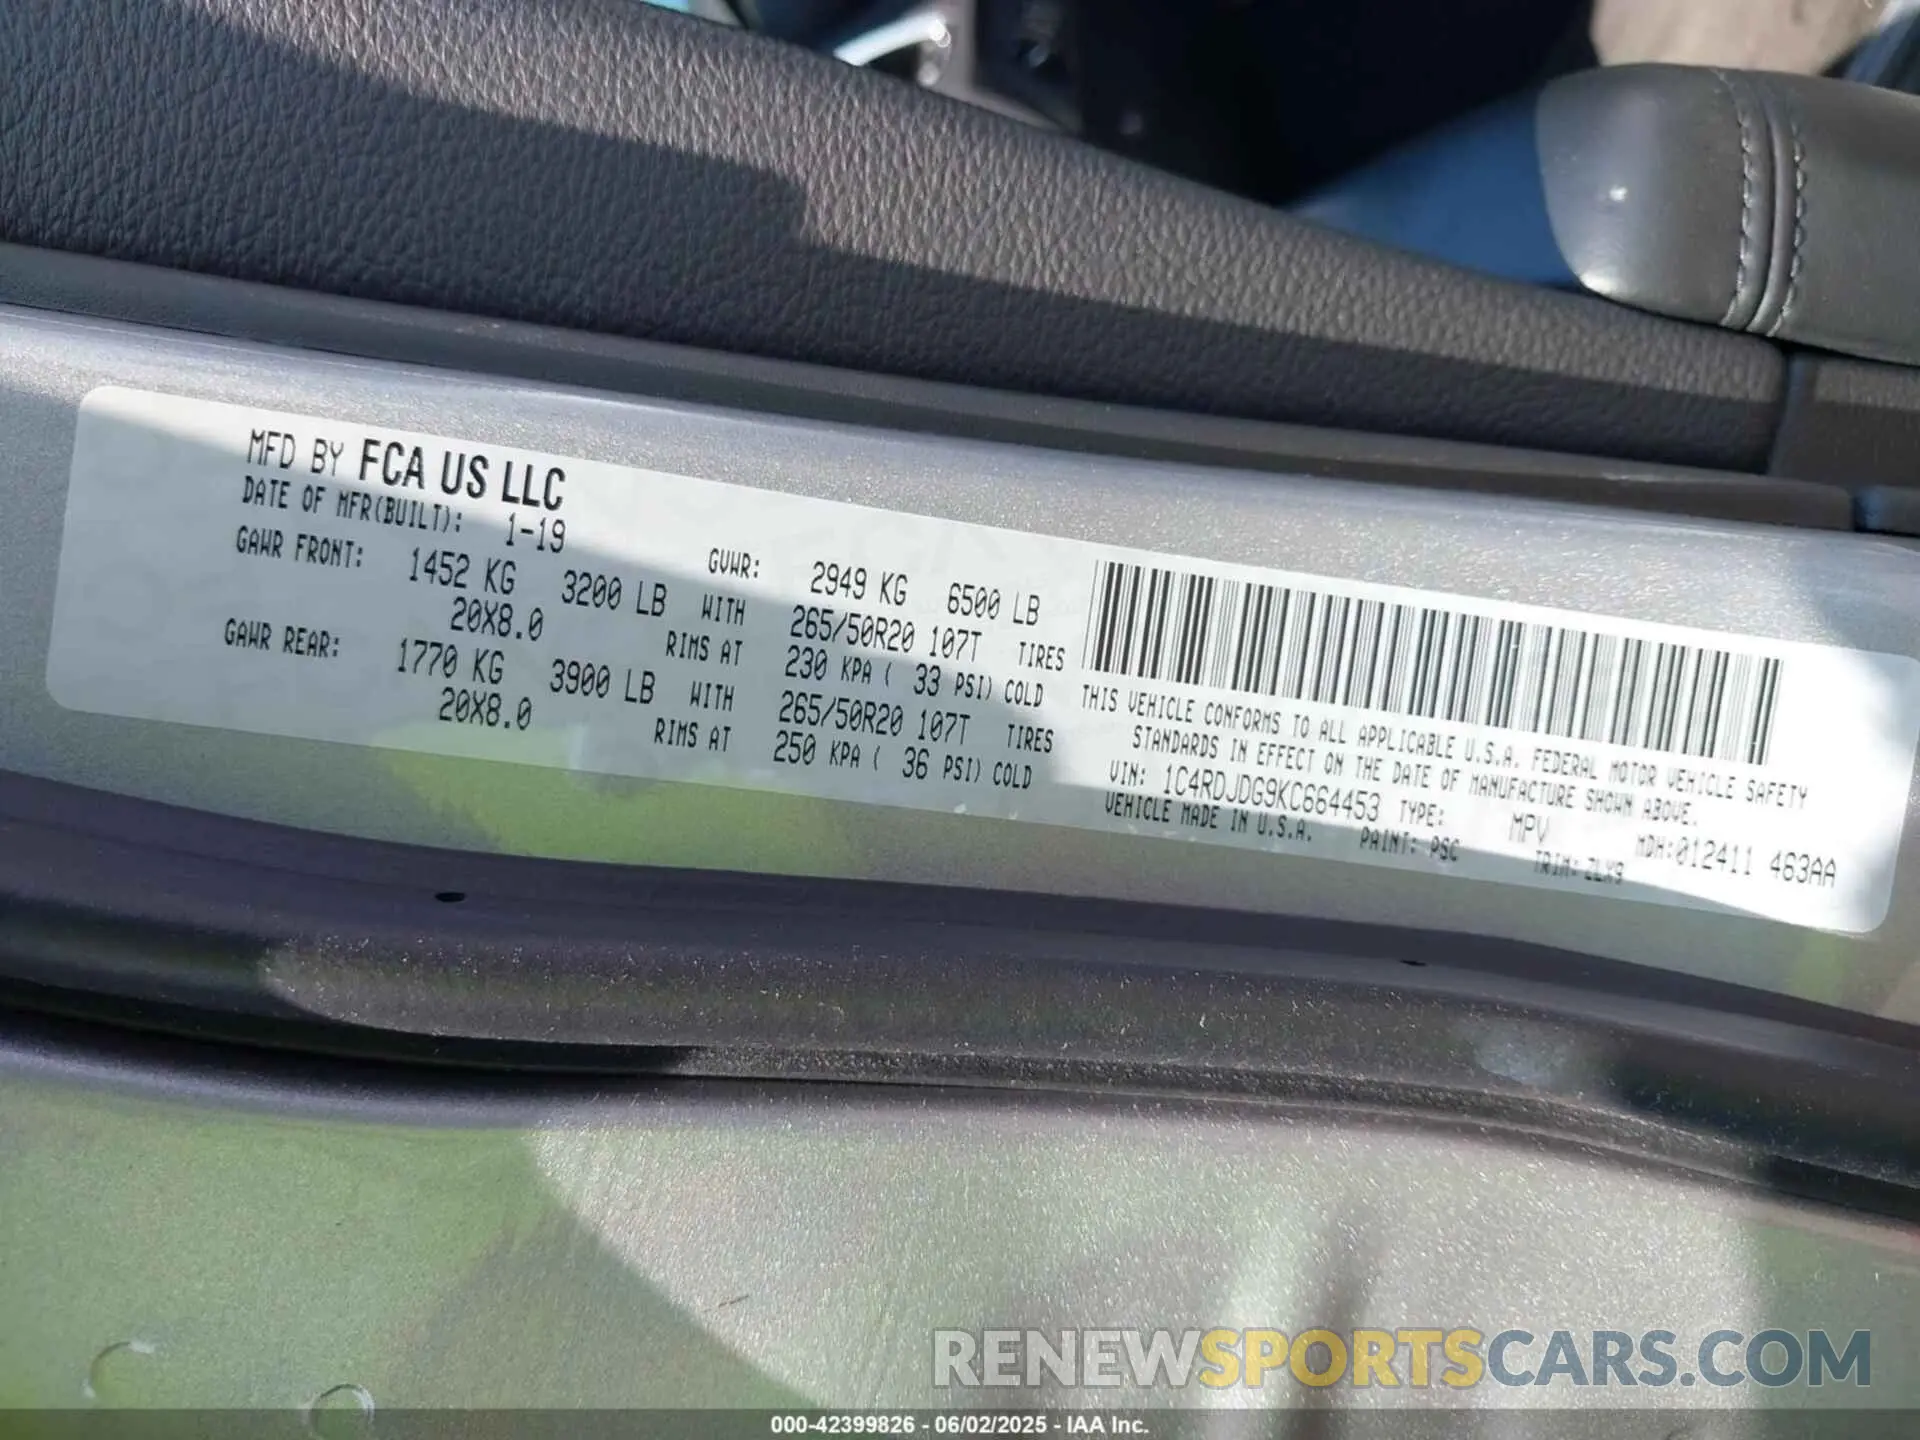 MFD BY FCA US LLC
DATE OF MFR(BUILT): 1-19
GVWR: 2949 KG 6500 LB
GAWR FRONT: 1452 KG 3200 LB WITH 265/50R20 107T TIRES
20X8.0 RIMS AT 230 KPA ( 33 PSI) COLD
GAWR REAR: 1770 KG 3900 LB WITH 265/50R20 107T TIRES
20X8.0 RIMS AT 250 KPA ( 36 PSI) COLD
THIS VEHICLE CONFORMS TO ALL APPLICABLE U.S.A. FEDERAL MOTOR VEHICLE SAFETY
STANDARDS IN EFFECT ON THE DATE OF MANUFACTURE SHOWN ABOVE.
VIN: 1C4RDJDG9KC664453 TYPE: MPV MDH:012411 463AA
VEHICLE MADE IN U.S.A. PAINT: PSC TRIM: ZLX9
RENEWSPORTSCARS.COM
000-42399826 - 06/02/2025 - IAA Inc.